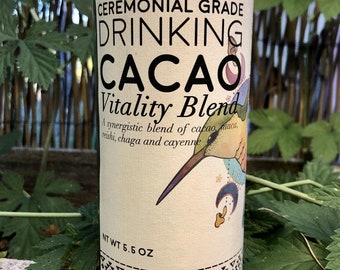 CEREMONIAL GRADE
DRINKING
CACAO
Vitality Blend
A synergistic blend of cacao, maca,
reishi, chaga and cayenne
NT WT 5.5 OZ